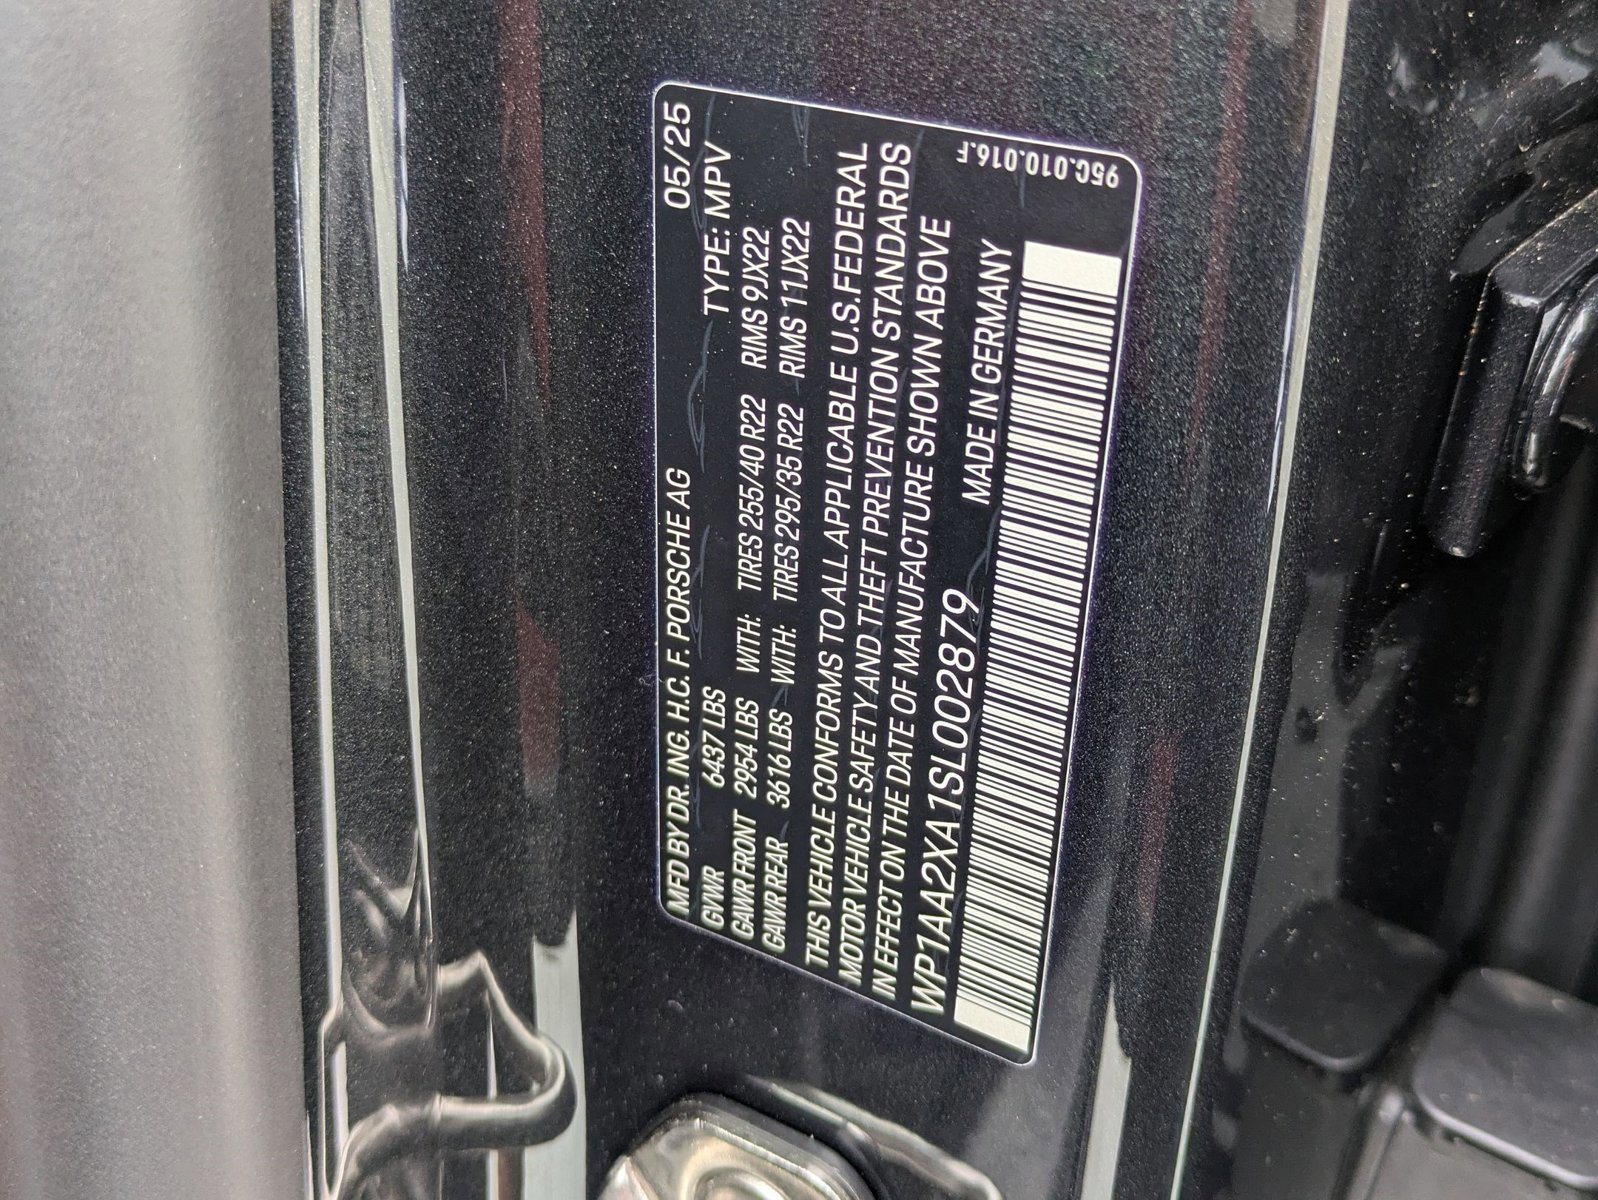 MFD BY DR. ING. H.C. F. PORSCHE AG 05/25
GVWR 6437 LBS TYPE: MPV
GAWR FRONT 2954 LBS WITH: TIRES 255/40 R22 RIMS 9JX22
GAWR REAR 3616 LBS WITH: TIRES 295/35 R22 RIMS 11JX22
THIS VEHICLE CONFORMS TO ALL APPLICABLE U.S.FEDERAL
MOTOR VEHICLE SAFETY AND THEFT PREVENTION STANDARDS
IN EFFECT ON THE DATE OF MANUFACTURE SHOWN ABOVE
WP1AA2XA1SL002879 MADE IN GERMANY
95C.010.016.F